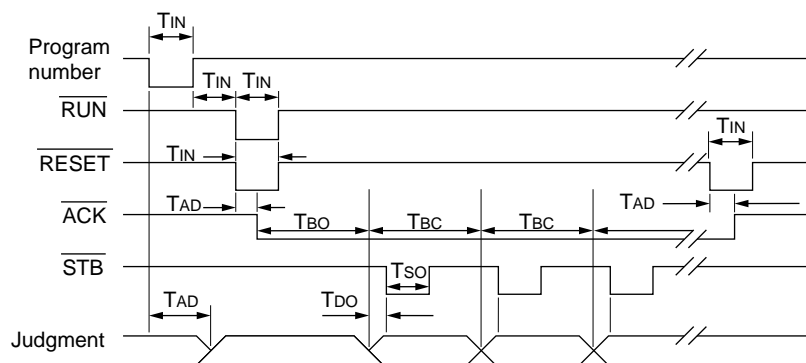 TIN
Program
number
TIN TIN
RUN
TIN
TIN
RESET
TAD
TAD
ACK
TBO TBC TBC
STB
TSO
TAD
TDO
Judgment